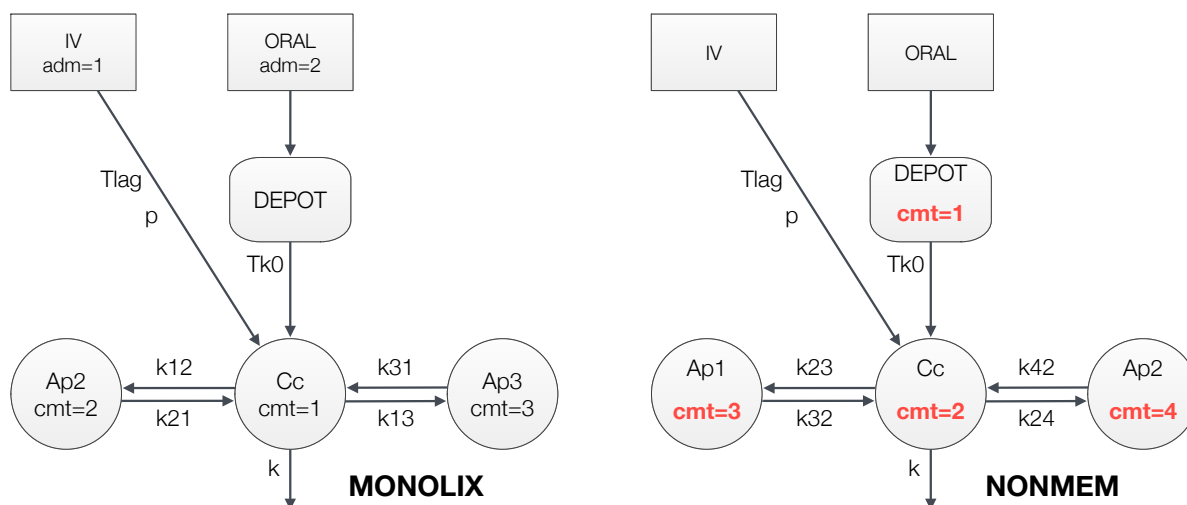 IV
adm=1
ORAL
adm=2
DEPOT
Tlag
p
Tk0
Ap2
cmt=2
k12
k21
Cc
cmt=1
k31
k13
Ap3
cmt=3
k
MONOLIX
IV
ORAL
DEPOT
cmt=1
Tlag
p
Tk0
Ap1
cmt=3
k23
k32
Cc
cmt=2
k42
k24
Ap2
cmt=4
k
NONMEM